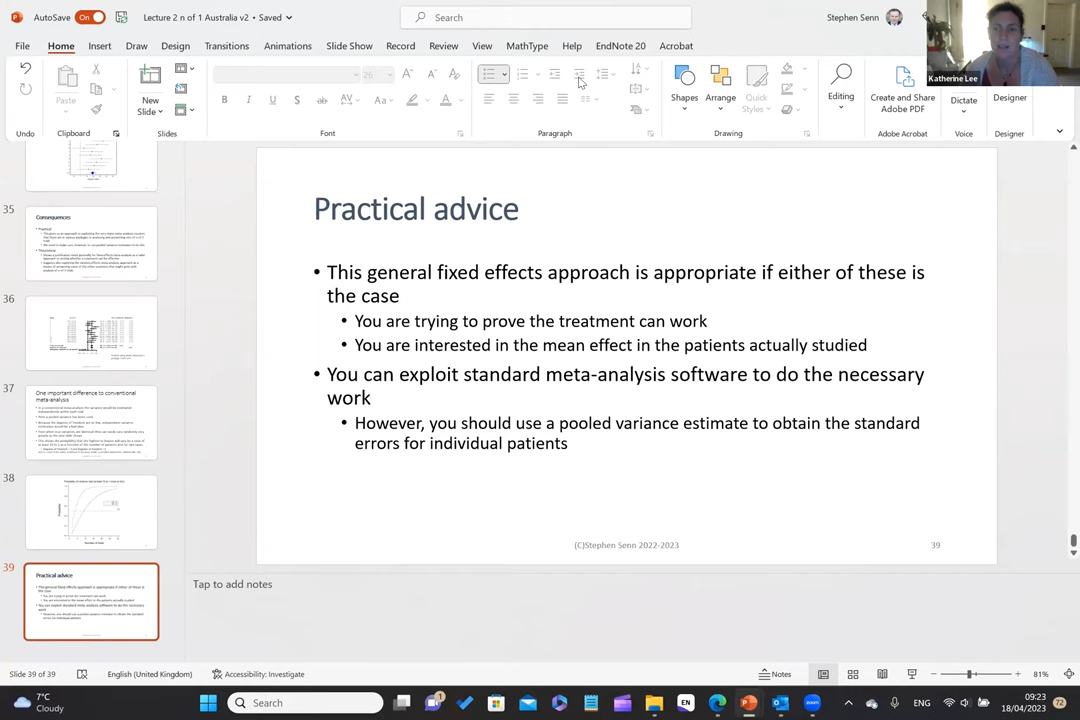 AutoSave
On
Lecture 2 n of 1 Australia v2 • Saved
Search
Stephen Senn
Katherine Lee
File
Home
Insert
Draw
Design
Transitions
Animations
Slide Show
Record
Review
View
MathType
Help
EndNote 20
Acrobat
Paste
New
Slide
26
Shapes
Arrange
Quick
Styles
Editing
Create and Share
Adobe PDF
Dictate
Designer
Undo
Clipboard
Slides
Font
Paragraph
Drawing
Adobe Acrobat
Voice
Designer
35
Consequences
36
37
One important difference to conventional
meta-analysis
38
39
Practical advice
Practical advice
• This general fixed effects approach is appropriate if either of these is
the case
• You are trying to prove the treatment can work
• You are interested in the mean effect in the patients actually studied
• You can exploit standard meta-analysis software to do the necessary
work
• However, you should use a pooled variance estimate to obtain the standard
errors for individual patients
(C)Stephen Senn 2022-2023
39
Tap to add notes
Slide 39 of 39
English (United Kingdom)
Accessibility: Investigate
Notes
81%
7°C
Cloudy
Search
ENG
09:23
18/04/2023